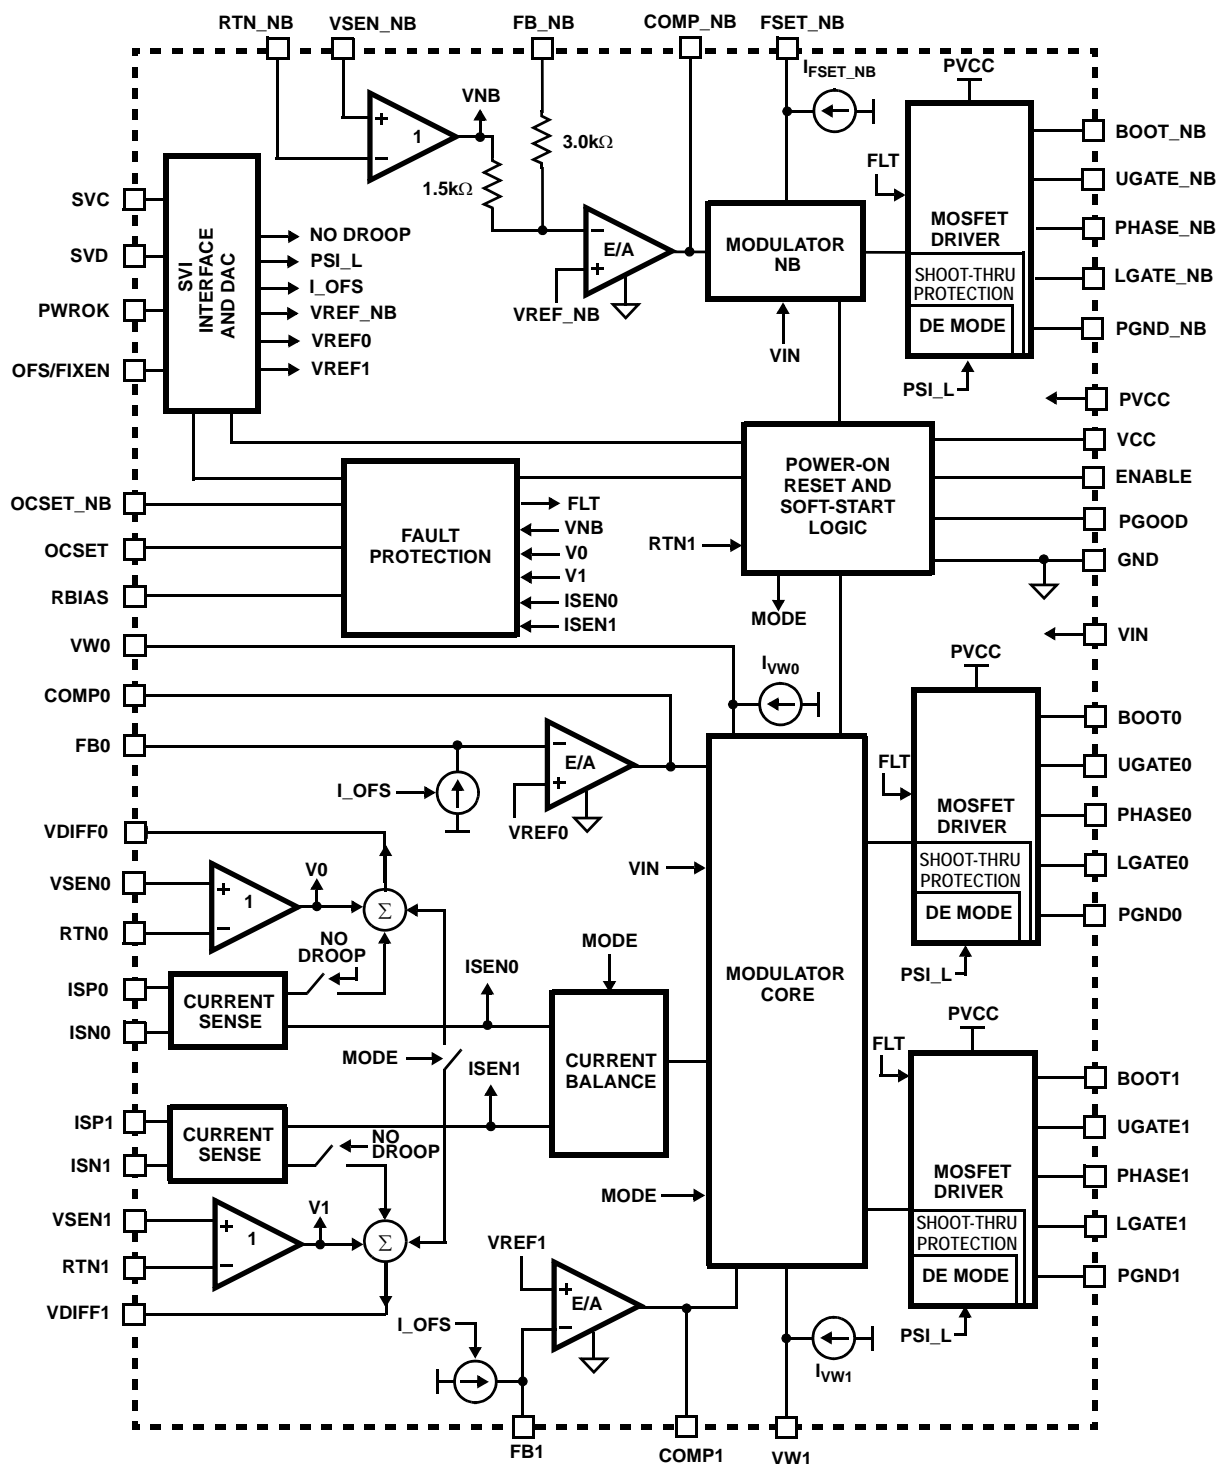 RTN_NB
VSEN_NB
FB_NB
COMP_NB
FSET_NB
IFSET_NB
PVCC
VNB
+
1
−
3.0kΩ
1.5kΩ
FLT
BOOT_NB
UGATE_NB
PHASE_NB
LGATE_NB
PGND_NB
MOSFET
DRIVER
SHOOT-THRU
PROTECTION
DE MODE
PSI_L
SVC
SVD
PWROK
OFS/FIXEN
SVI
INTERFACE
AND DAC
NO DROOP
PSI_L
I_OFS
VREF_NB
VREF0
VREF1
−
E/A
+
VREF_NB
MODULATOR
NB
VIN
PVCC
VCC
ENABLE
PGOOD
GND
VIN
POWER-ON
RESET AND
SOFT-START
LOGIC
RTN1
MODE
OCSET_NB
OCSET
RBIAS
FAULT
PROTECTION
FLT
VNB
V0
V1
ISEN0
ISEN1
VW0
COMP0
FB0
IVW0
−
E/A
+
VREF0
I_OFS
PVCC
FLT
BOOT0
UGATE0
PHASE0
LGATE0
PGND0
MOSFET
DRIVER
SHOOT-THRU
PROTECTION
DE MODE
PSI_L
VDIFF0
VSEN0
RTN0
+
1
−
V0
Σ
NO
DROOP
ISP0
ISN0
CURRENT
SENSE
ISEN0
MODE
VIN
MODULATOR
CORE
CURRENT
BALANCE
MODE
ISEN1
ISP1
ISN1
CURRENT
SENSE
NO
DROOP
MODE
PVCC
FLT
BOOT1
UGATE1
PHASE1
LGATE1
PGND1
MOSFET
DRIVER
SHOOT-THRU
PROTECTION
DE MODE
PSI_L
VSEN1
RTN1
VDIFF1
+
1
−
V1
Σ
VREF1
+
E/A
−
I_OFS
IVW1
FB1
COMP1
VW1